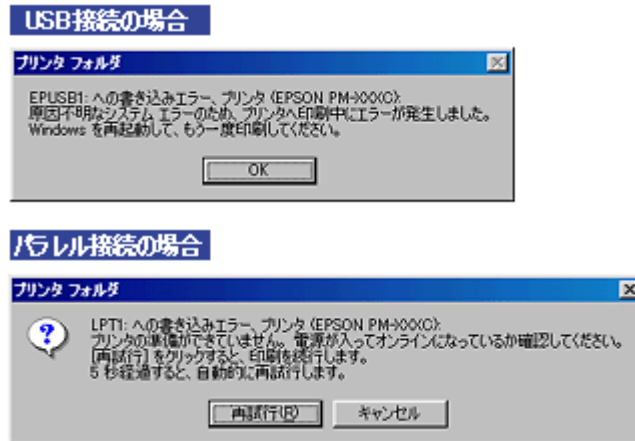 USB接続の場合
プリンタ フォルダ
EPUSB1: への書き込みエラー、プリンタ (EPSON PM-XXXC):
原因不明なシステム エラーのため、プリンタへ印刷中にエラーが発生しました。
Windows を再起動して、もう一度印刷してください。
OK
パラレル接続の場合
プリンタ フォルダ
LPT1: への書き込みエラー、プリンタ (EPSON PM-XXXC):
プリンタの準備ができていません。 電源が入ってオンラインになっているか確認してください。
[再試行] をクリックすると、印刷を続行します。
5 秒経過すると、自動的に再試行します。
再試行(R)
キャンセル